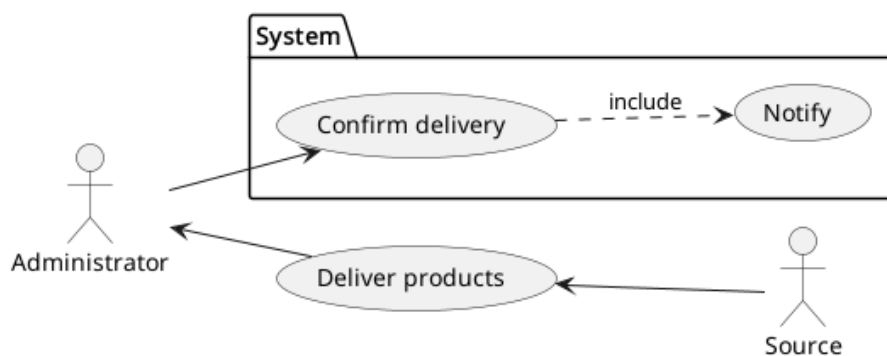 System
Confirm delivery
include
Notify
Administrator
Deliver products
Source